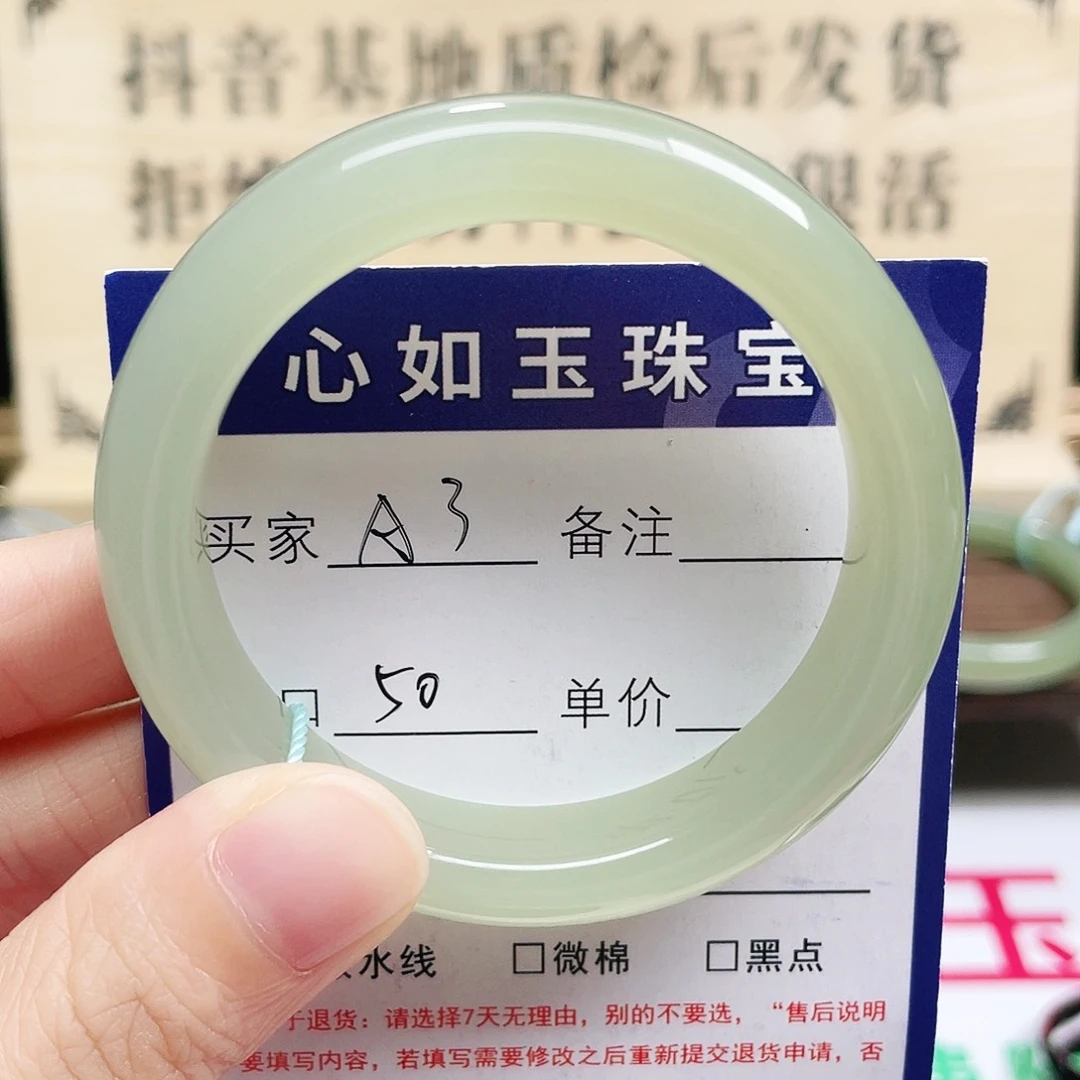 抖音基地质检后发货
拒
活
心如玉珠宝
买家 A3 备注
口 50 单价
水线 □微棉 □黑点
于退货：请选择7天无理由，别的不要选，“售后说明
要填写内容，若填写需要修改之后重新提交退货申请，否
玉